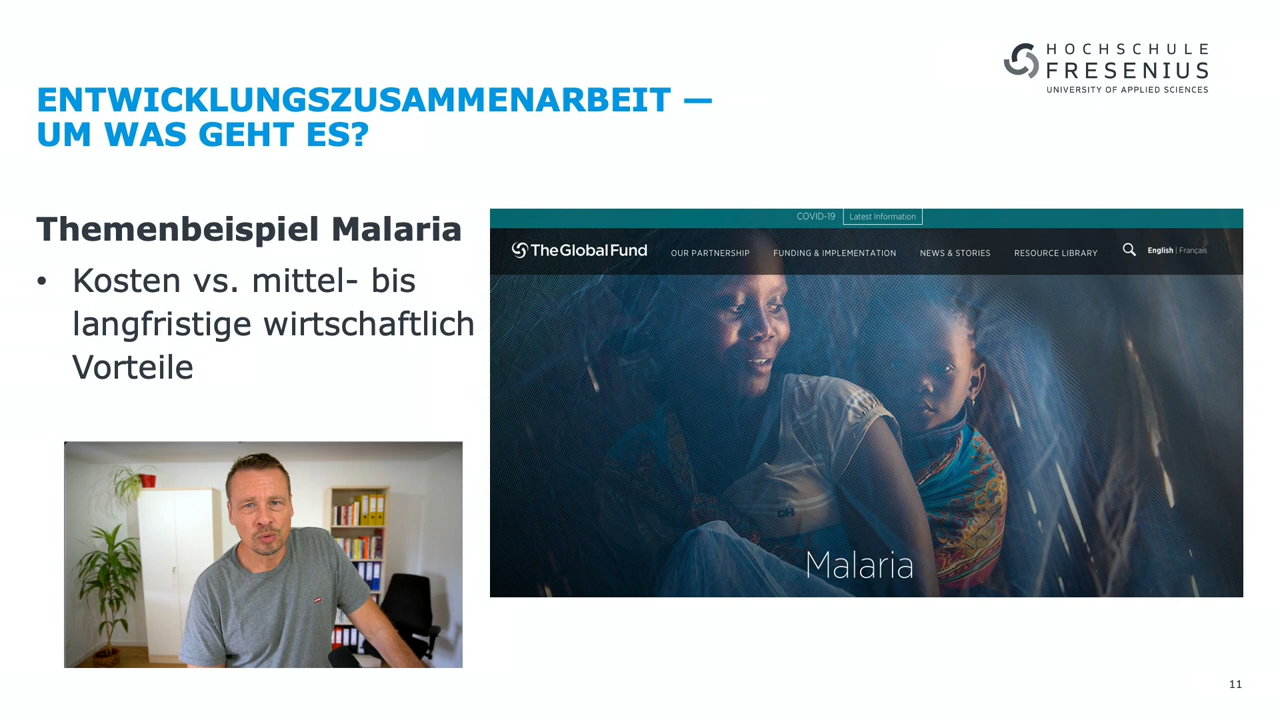 HOCHSCHULE
FRESENIUS
UNIVERSITY OF APPLIED SCIENCES
ENTWICKLUNGSZUSAMMENARBEIT —
UM WAS GEHT ES?
Themenbeispiel Malaria
• Kosten vs. mittel- bis
langfristige wirtschaftlich
Vorteile
COVID-19 Latest Information
The Global Fund OUR PARTNERSHIP FUNDING & IMPLEMENTATION NEWS & STORIES RESOURCE LIBRARY English | Français
Malaria
11